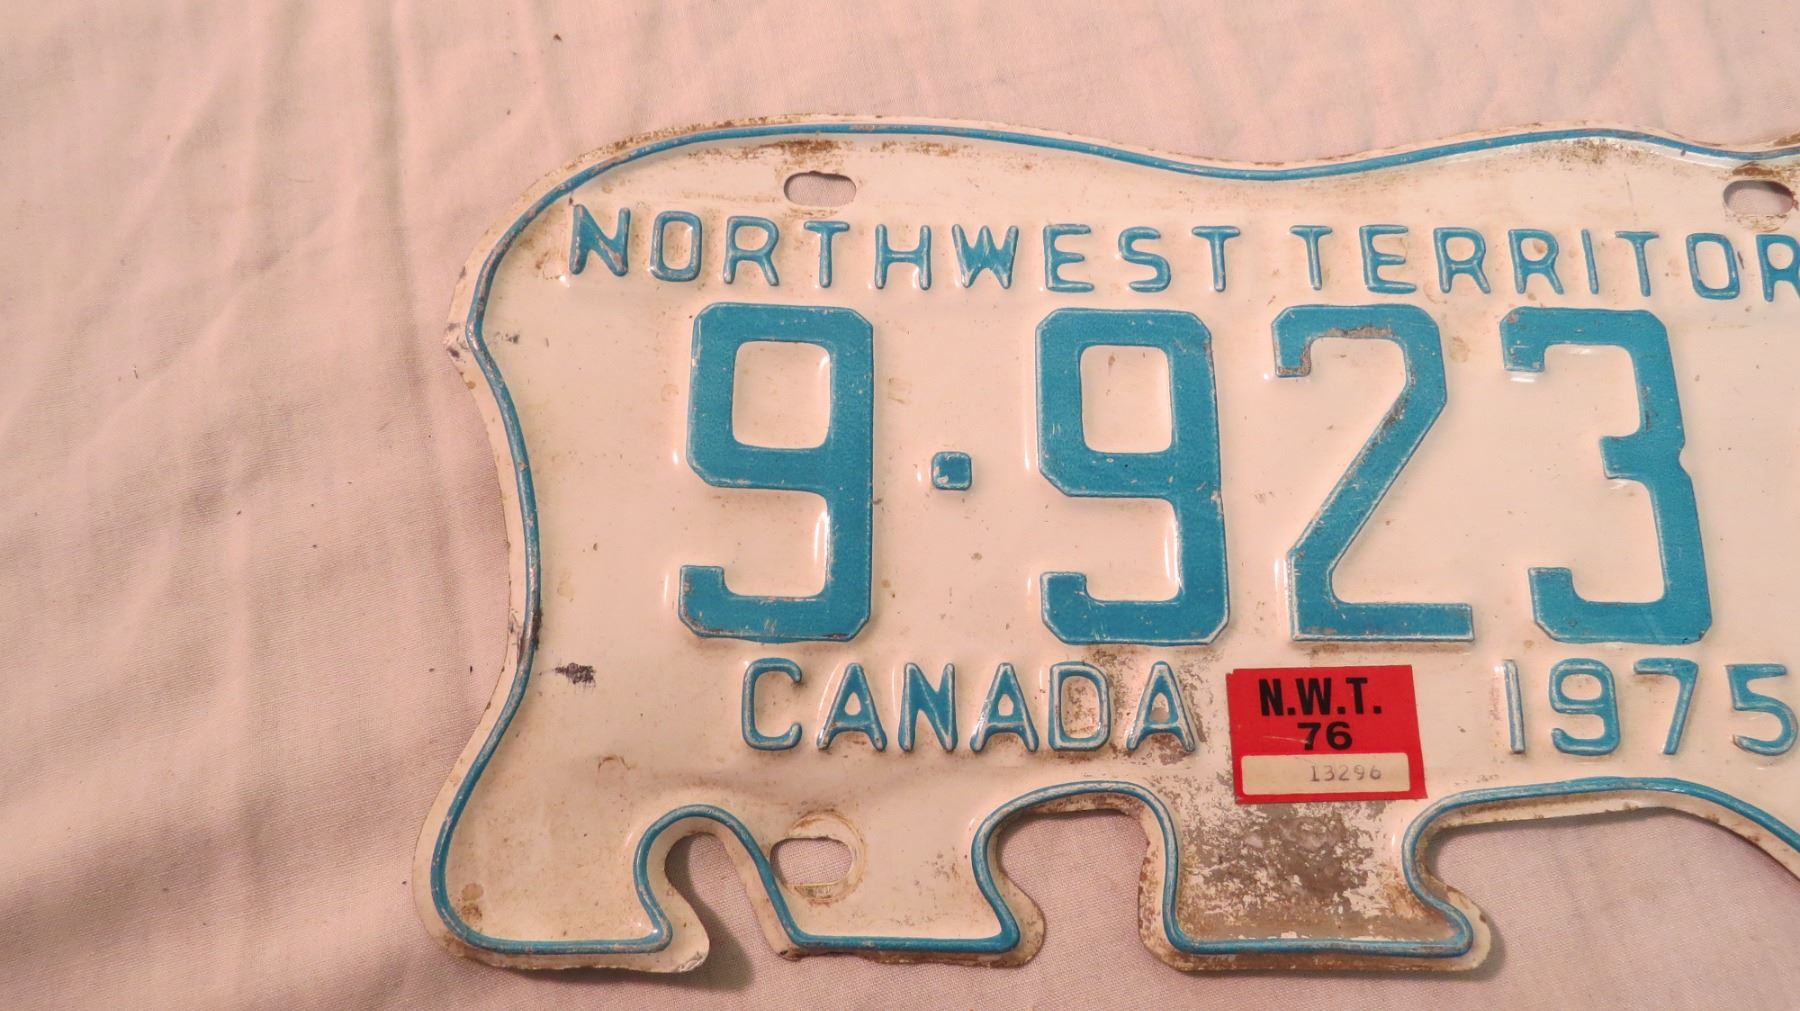 NORTHWEST TERRITOR
9·923
CANADA 1975
N.W.T.
76
13296